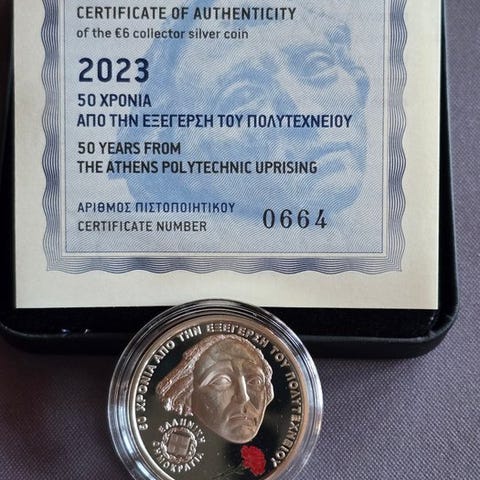 CERTIFICATE OF AUTHENTICITY
of the €6 collector silver coin
2023
50 ΧΡΟΝΙΑ
ΑΠΟ ΤΗΝ ΕΞΕΓΕΡΣΗ ΤΟΥ ΠΟΛΥΤΕΧΝΕΙΟΥ
50 YEARS FROM
THE ATHENS POLYTECHNIC UPRISING
ΑΡΙΘΜΟΣ ΠΙΣΤΟΠΟΙΗΤΙΚΟΥ
CERTIFICATE NUMBER 0664
50 ΧΡΟΝΙΑ ΑΠΟ ΤΗΝ ΕΞΕΓΕΡΣΗ ΤΟΥ ΠΟΛΥΤΕΧΝΕΙΟΥ
ΕΛΛΗΝΙΚΗ
ΔΗΜΟΚΡΑΤΙΑ